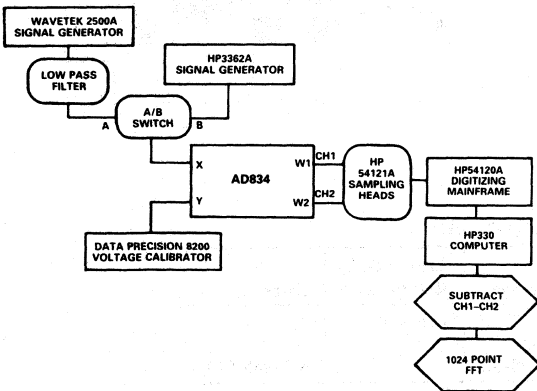 WAVETEK 2500A
SIGNAL GENERATOR
LOW PASS
FILTER
HP3362A
SIGNAL GENERATOR
A/B
SWITCH
A
B
X
Y
AD834
W1
W2
CH1
CH2
HP
54121A
SAMPLING
HEADS
HP54120A
DIGITIZING
MAINFRAME
DATA PRECISION 8200
VOLTAGE CALIBRATOR
HP330
COMPUTER
SUBTRACT
CH1–CH2
1024 POINT
FFT